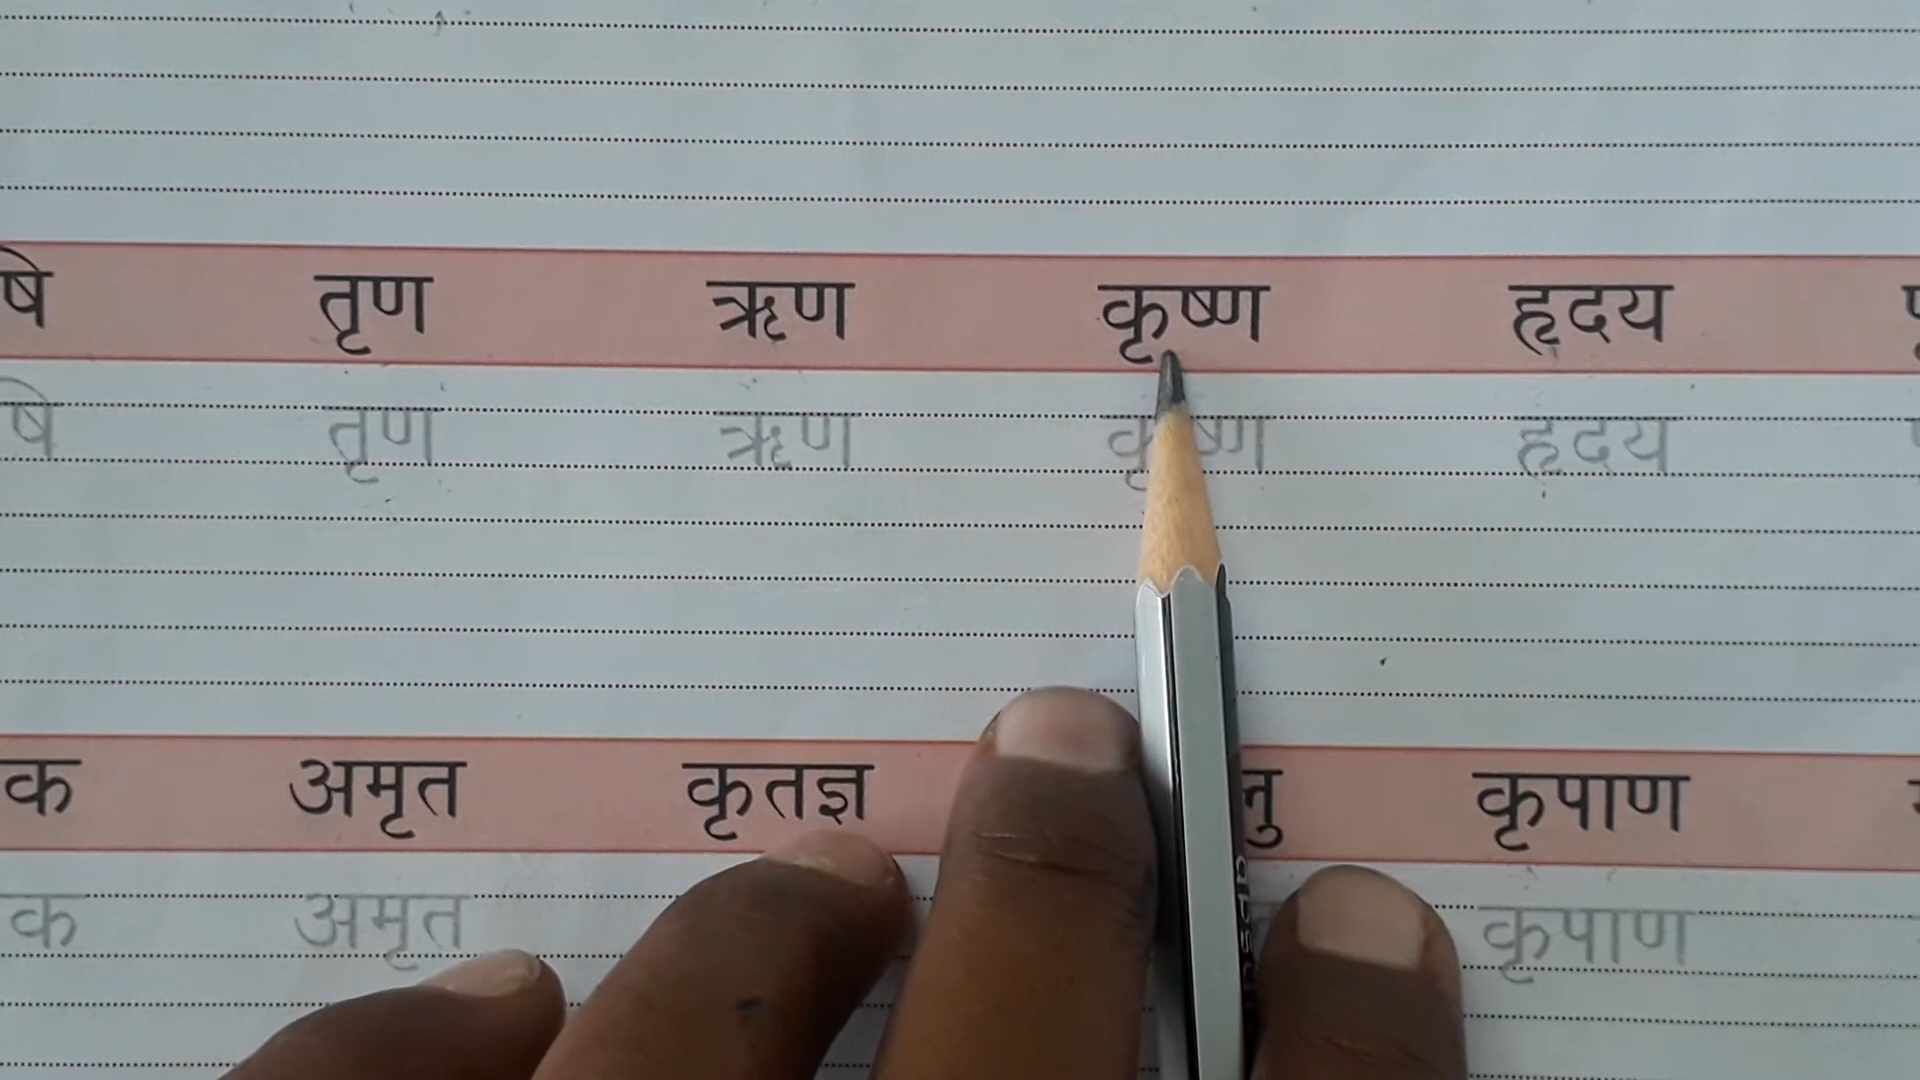 तृण ऋण कृष्ण हृदय
तृण ऋण कृष्ण हृदय
अमृत कृतज्ञ कृपाण
अमृत कृपाण